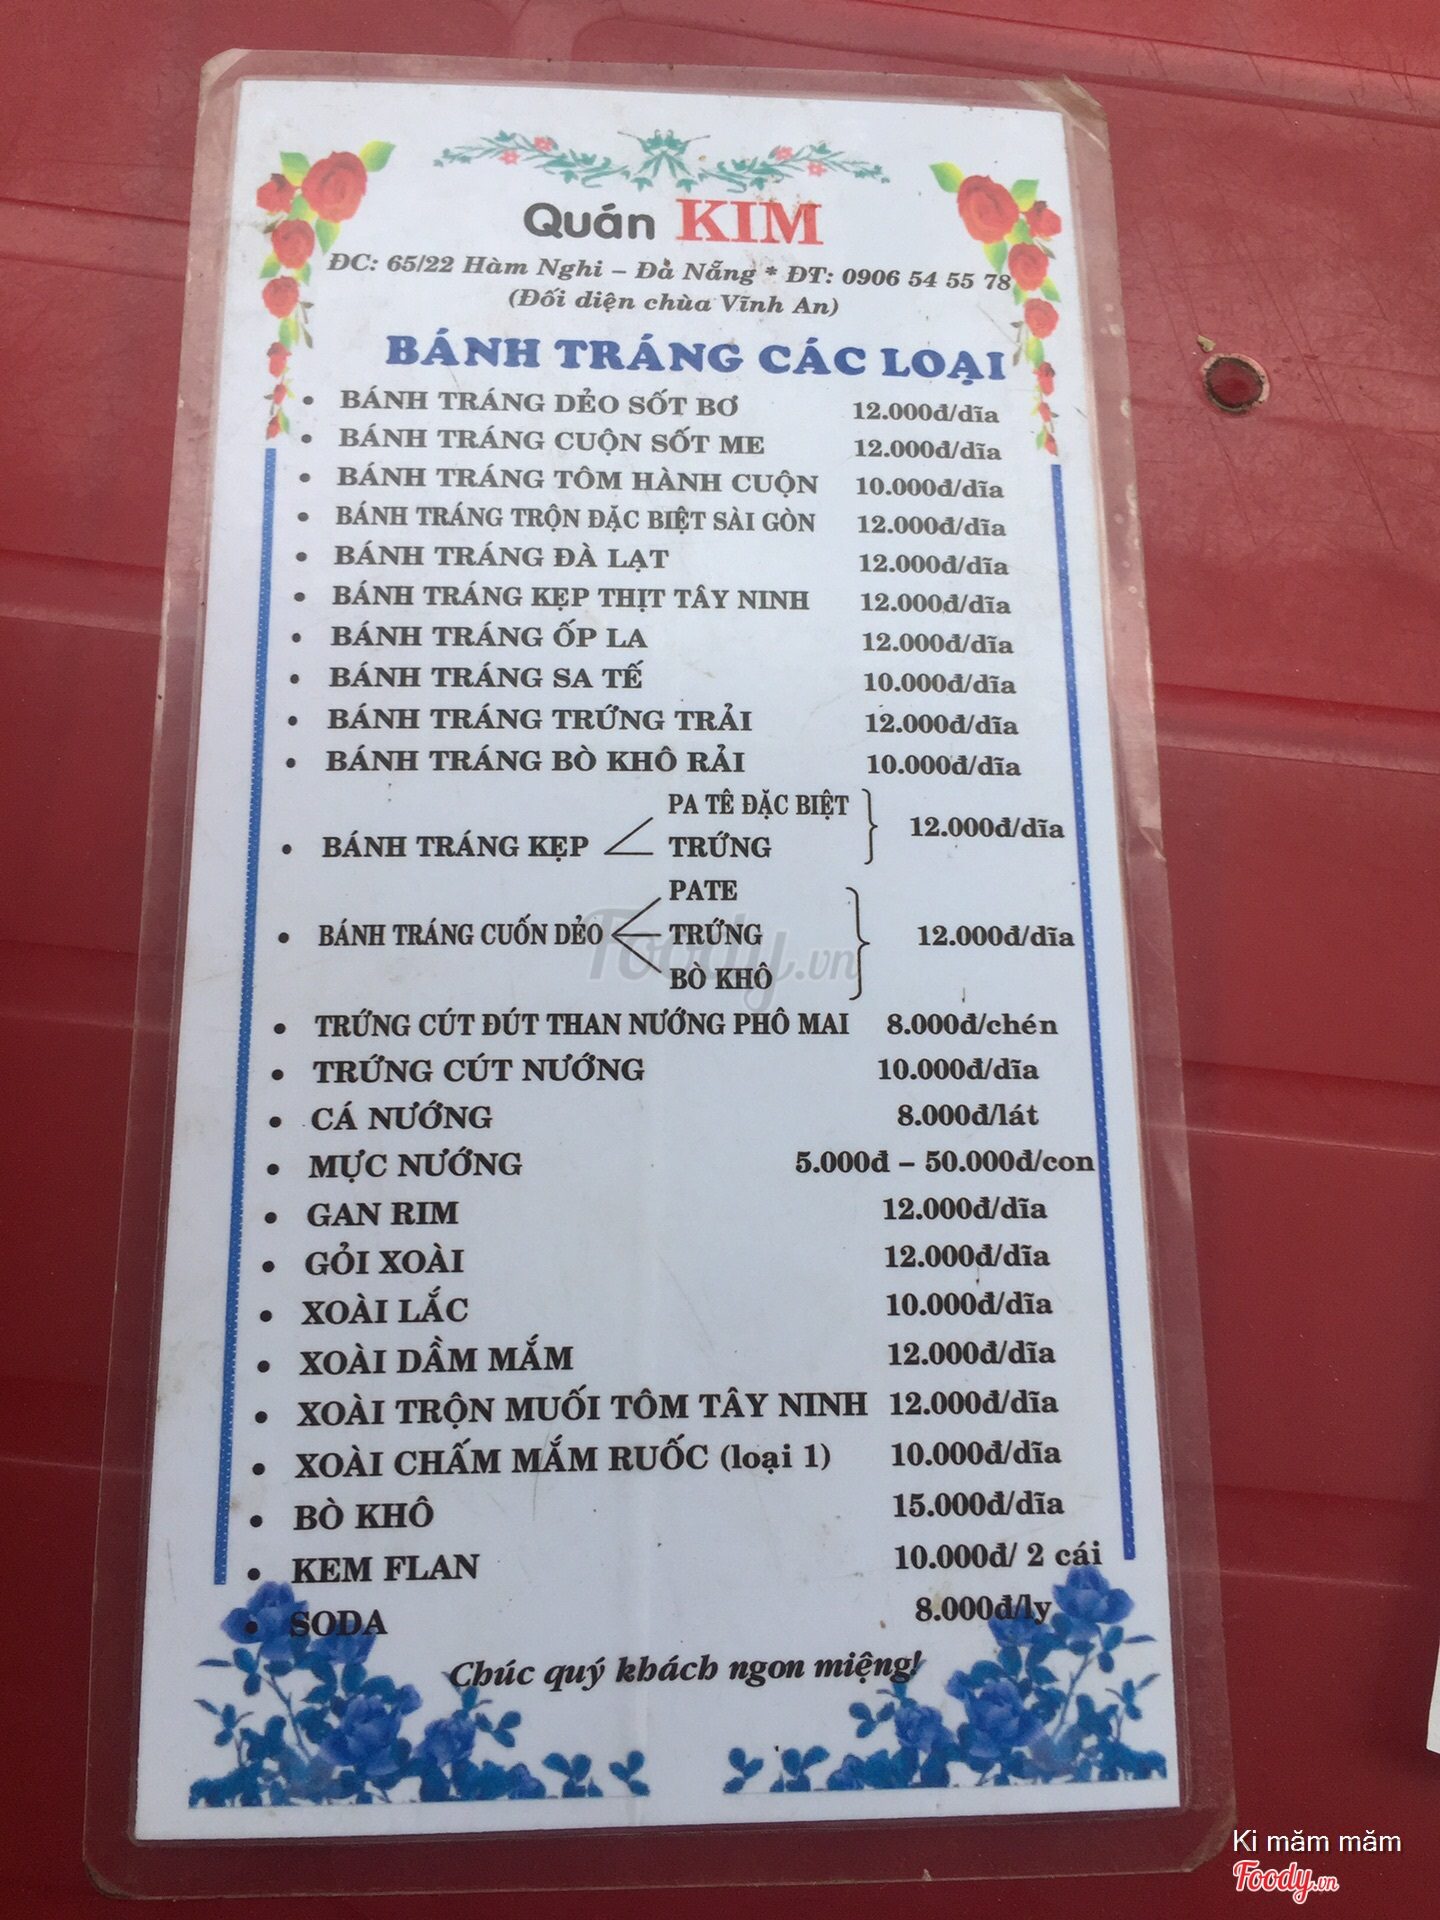 Quán KIM
ĐC: 65/22 Hàm Nghi – Đà Nẵng * ĐT: 0906 54 55 78
(Đối diện chùa Vĩnh An)
BÁNH TRÁNG CÁC LOẠI
• BÁNH TRÁNG DẺO SỐT BƠ 12.000đ/dĩa
• BÁNH TRÁNG CUỘN SỐT ME 12.000đ/dĩa
• BÁNH TRÁNG TÔM HÀNH CUỘN 10.000đ/dĩa
• BÁNH TRÁNG TRỘN ĐẶC BIỆT SÀI GÒN 12.000đ/dĩa
• BÁNH TRÁNG ĐÀ LẠT 12.000đ/dĩa
• BÁNH TRÁNG KẸP THỊT TÂY NINH 12.000đ/dĩa
• BÁNH TRÁNG ỐP LA 12.000đ/dĩa
• BÁNH TRÁNG SA TẾ 10.000đ/dĩa
• BÁNH TRÁNG TRỨNG TRẢI 12.000đ/dĩa
• BÁNH TRÁNG BÒ KHÔ RẢI 10.000đ/dĩa
PA TÊ ĐẶC BIỆT
• BÁNH TRÁNG KẸP TRỨNG 12.000đ/dĩa
PATE
• BÁNH TRÁNG CUỐN DẺO TRỨNG 12.000đ/dĩa
BÒ KHÔ
Foody.vn
• TRỨNG CÚT ĐÚT THAN NƯỚNG PHÔ MAI 8.000đ/chén
• TRỨNG CÚT NƯỚNG 10.000đ/dĩa
• CÁ NƯỚNG 8.000đ/lát
• MỰC NƯỚNG 5.000đ – 50.000đ/con
• GAN RIM 12.000đ/dĩa
• GỎI XOÀI 12.000đ/dĩa
• XOÀI LẮC 10.000đ/dĩa
• XOÀI DẦM MẮM 12.000đ/dĩa
• XOÀI TRỘN MUỐI TÔM TÂY NINH 12.000đ/dĩa
• XOÀI CHẤM MẮM RUỐC (loại 1) 10.000đ/dĩa
• BÒ KHÔ 15.000đ/dĩa
• KEM FLAN 10.000đ/ 2 cái
• SODA 8.000đ/ly
Chúc quý khách ngon miệng!
Ki măm măm
Foody.vn